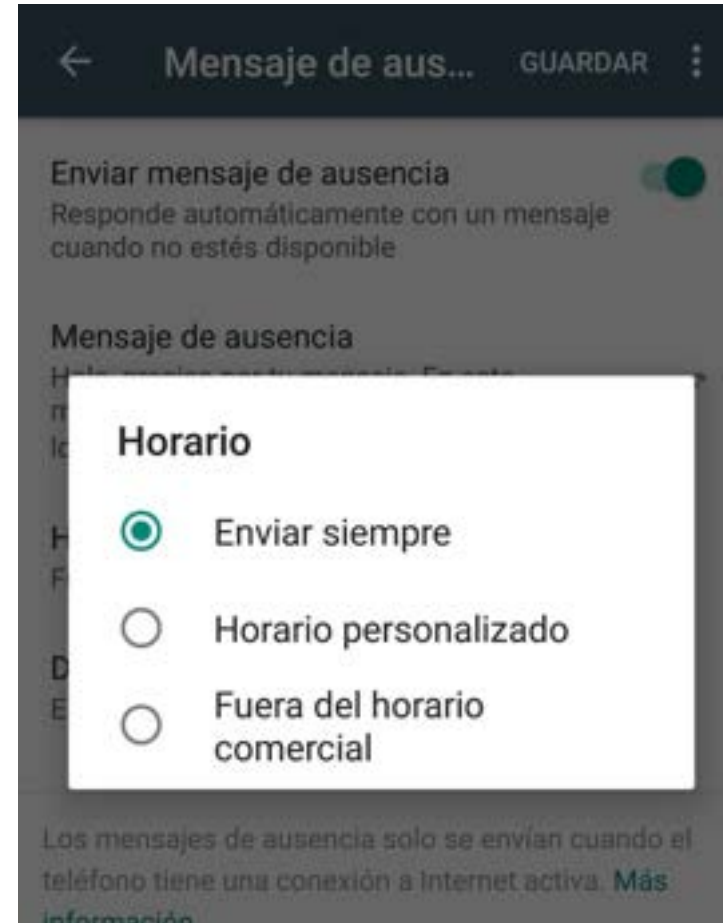 Mensaje de aus... GUARDAR
Enviar mensaje de ausencia
Responde automáticamente con un mensaje
cuando no estés disponible
Mensaje de ausencia
Horario
Enviar siempre
Horario personalizado
Fuera del horario
comercial
Los mensajes de ausencia solo se envían cuando el
teléfono tiene una conexión a Internet activa. Más
información